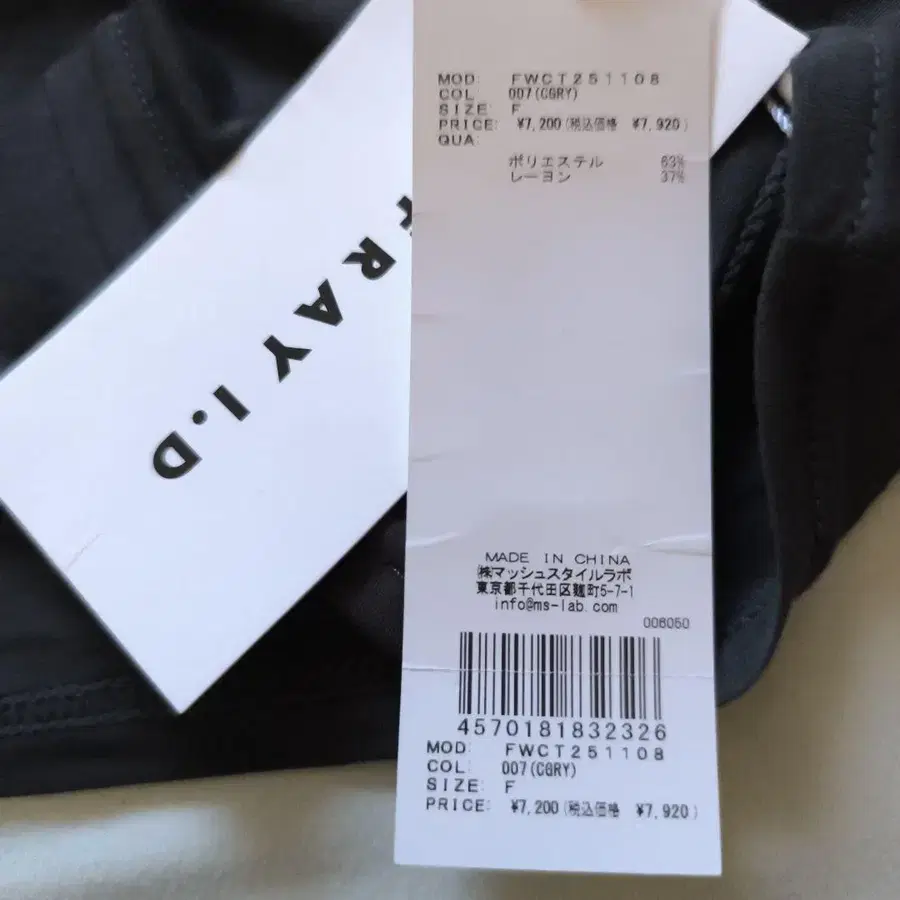 MOD: FWCT251108
COL 007(CGRY)
SIZE: F
PRICE: ¥7,200(税込価格 ¥7,920)
QUA:
ポリエステル 63%
レーヨン 37%
RAY I.D
MADE IN CHINA
㈱マッシュスタイルラボ
東京都千代田区麹町5-7-1
info@ms-lab.com
006050
4570181832326
MOD: FWCT251108
COL: 007(CGRY)
SIZE: F
PRICE: ¥7,200(税込価格 ¥7,920)